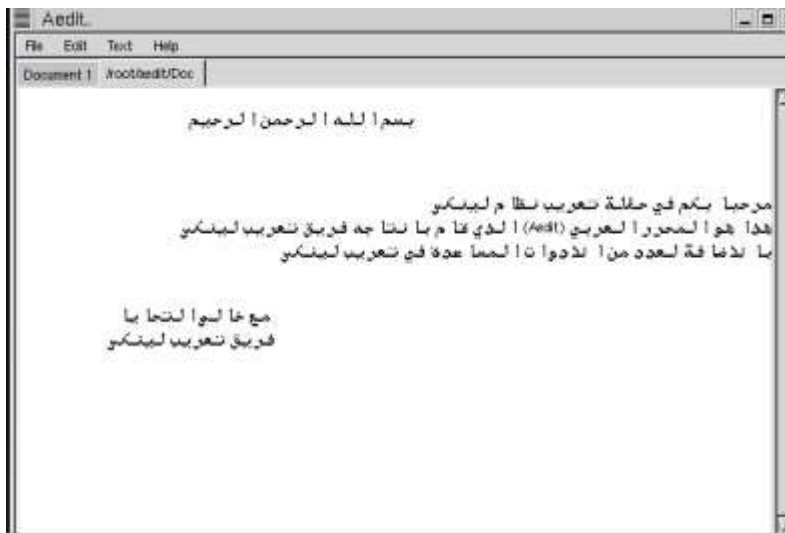 Aedit.
File Edit Text Help
Document 1 /root/aedit/Doc
بسم الله الرحمن الرحيم
مرحبا بكم في حفلة تعريب نظام لينكس
هذا هو المحرر العربي (Aedit) الذي قام بانتاجه فريق تعريب لينكس
بالاضافة لعدد من الادوات المساعدة في تعريب لينكس
مع خالص التحايا
فريق تعريب لينكس